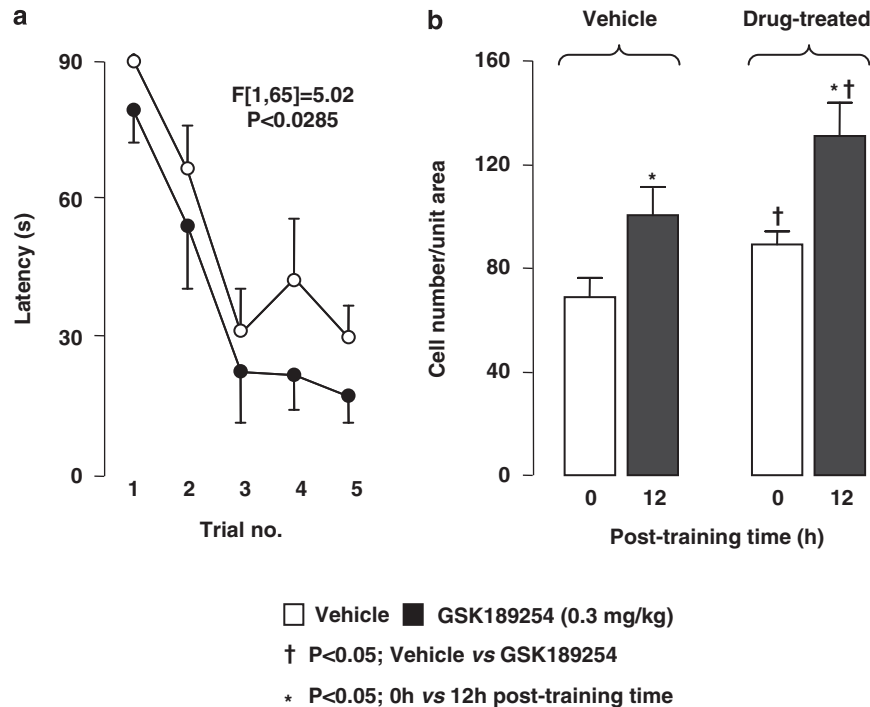 a
90
60
30
0
Latency (s)
F[1,65]=5.02
P<0.0285
1 2 3 4 5
Trial no.
b
Vehicle Drug-treated
160
120
80
40
0
Cell number/unit area
*
†
*†
0 12 0 12
Post-training time (h)
Vehicle GSK189254 (0.3 mg/kg)
† P<0.05; Vehicle vs GSK189254
* P<0.05; 0h vs 12h post-training time